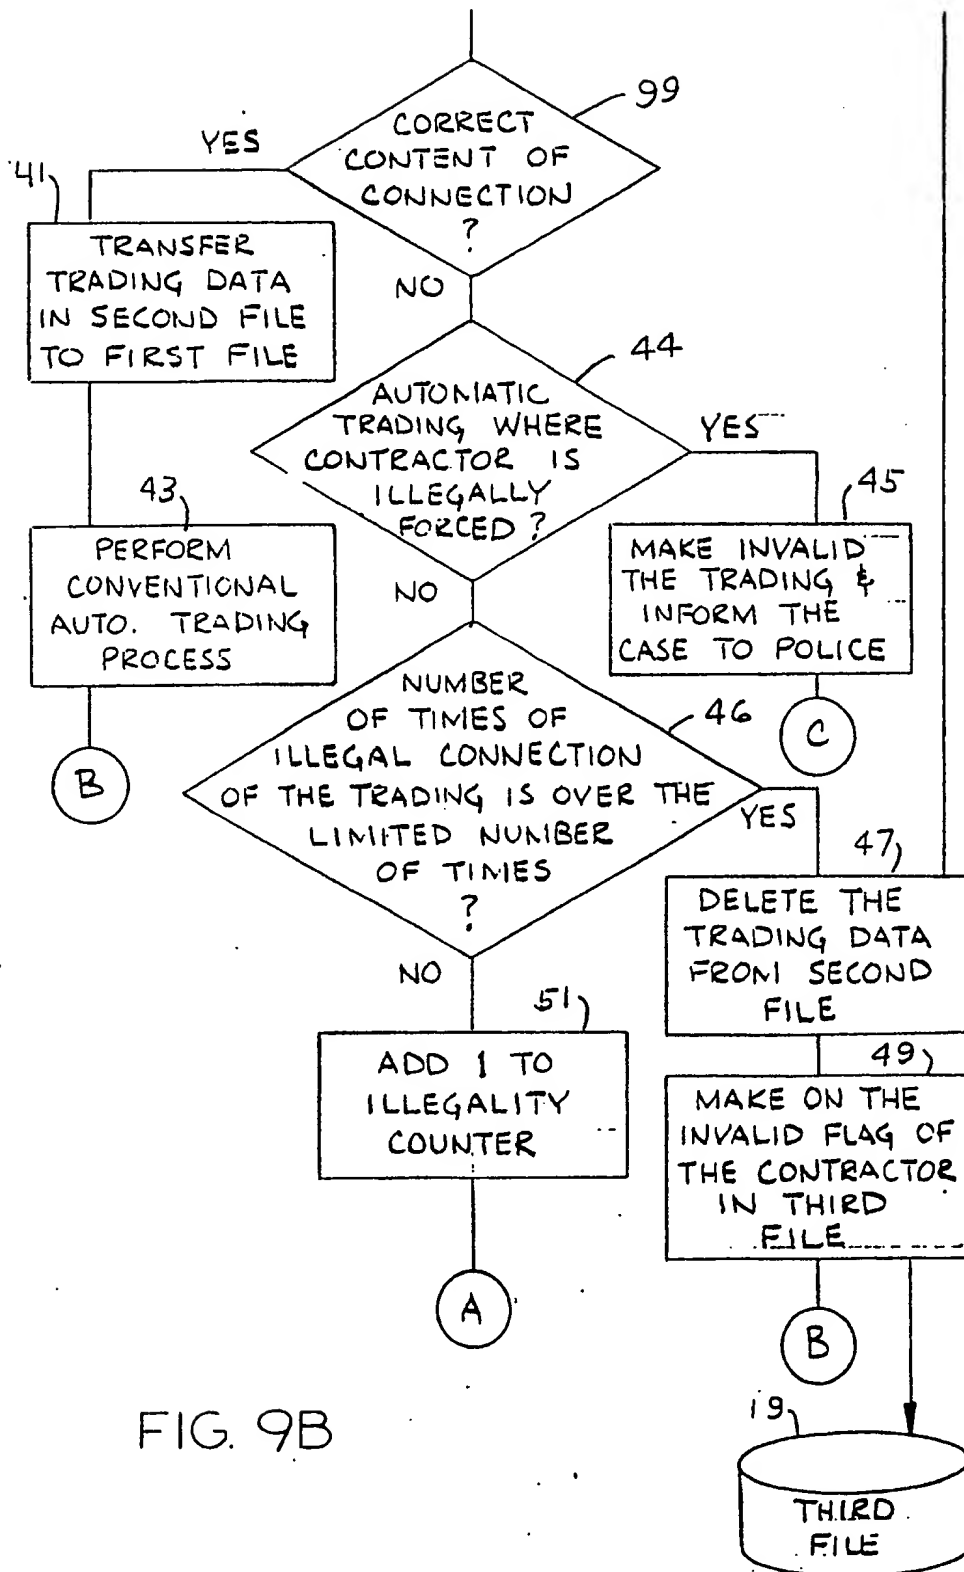 99
CORRECT
CONTENT OF
CONNECTION
?
YES
NO
41
TRANSFER
TRADING DATA
IN SECOND FILE
TO FIRST FILE
44
AUTOMATIC
TRADING WHERE
CONTRACTOR IS
ILLEGALLY
FORCED?
YES
NO
43
PERFORM
CONVENTIONAL
AUTO. TRADING
PROCESS
B
45
MAKE INVALID
THE TRADING &
INFORM THE
CASE TO POLICE
C
46
NUMBER
OF TIMES OF
ILLEGAL CONNECTION
OF THE TRADING IS OVER THE
LIMITED NUMBER
OF TIMES
?
YES
NO
47
DELETE THE
TRADING DATA
FROM SECOND
FILE
51
ADD 1 TO
ILLEGALITY
COUNTER
A
49
MAKE ON THE
INVALID FLAG OF
THE CONTRACTOR
IN THIRD
FILE
B
19
THIRD
FILE
FIG. 9B